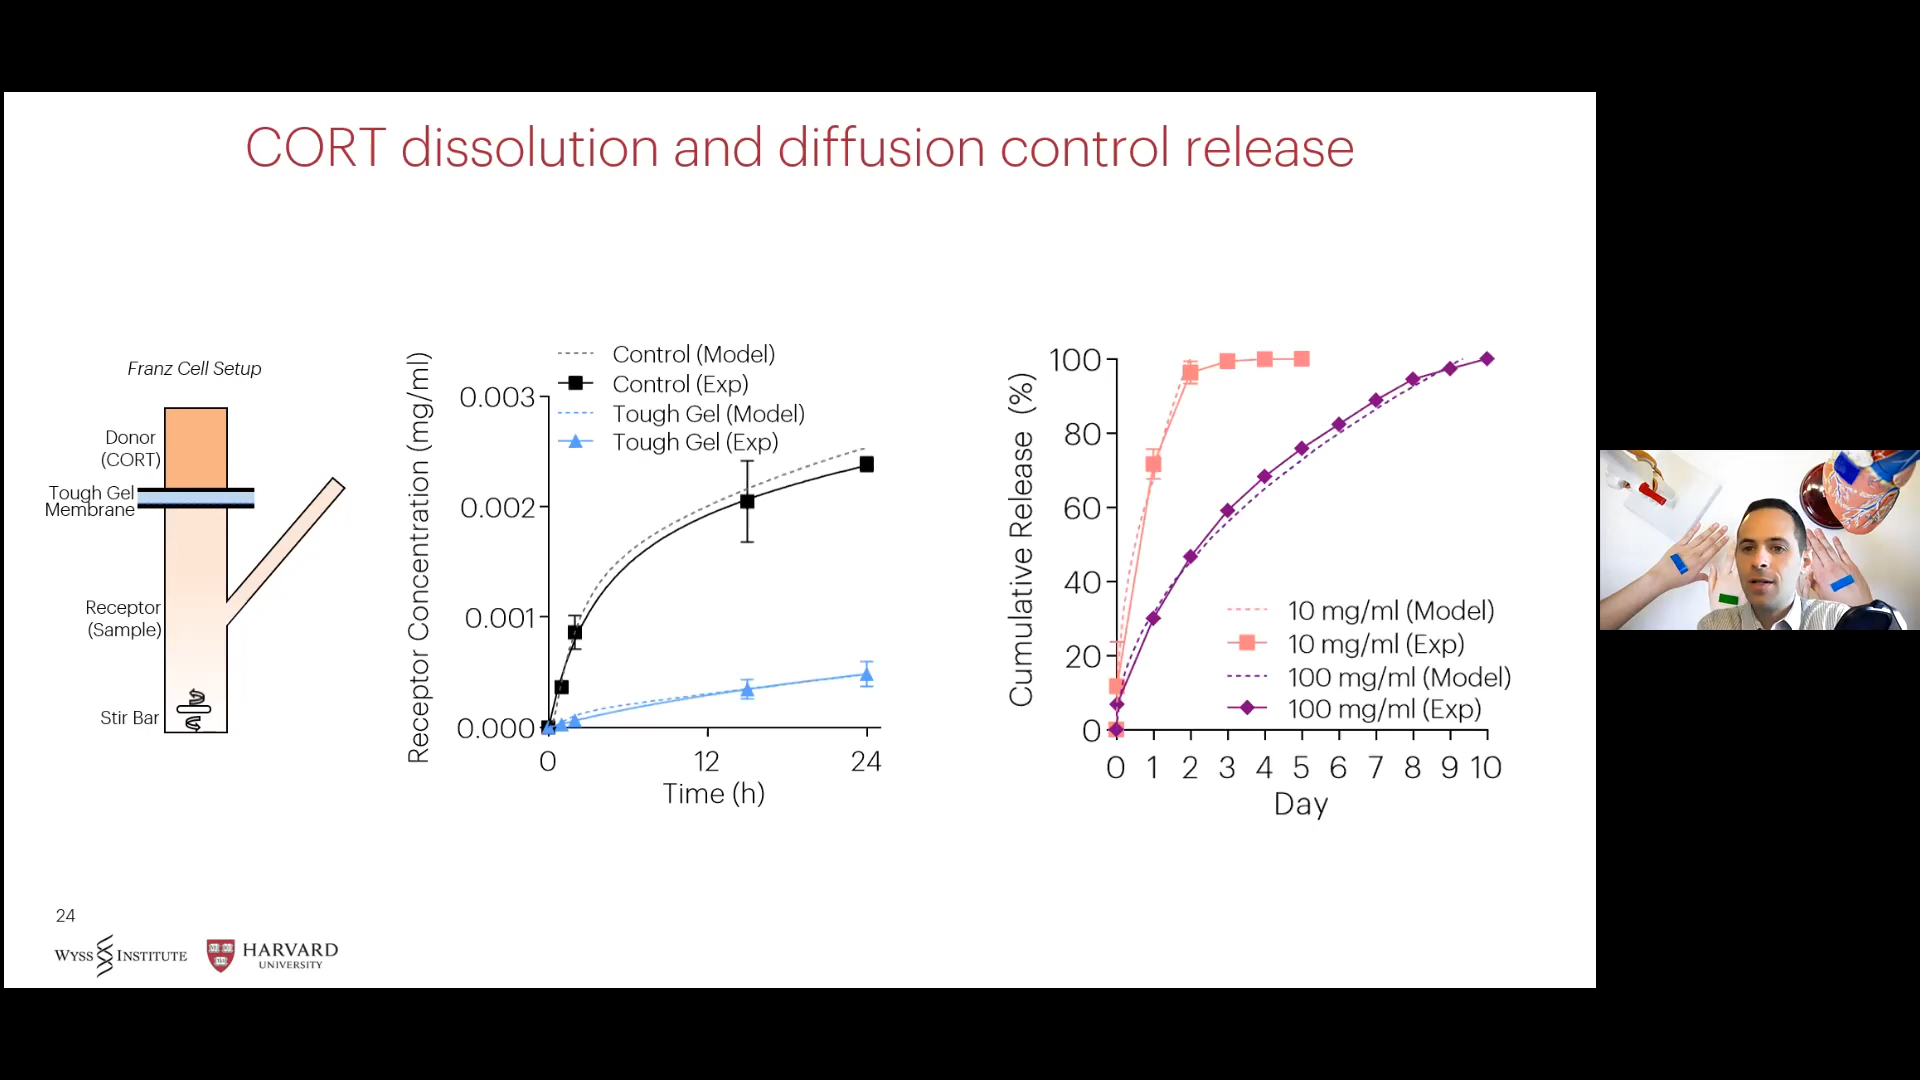 CORT dissolution and diffusion control release
Franz Cell Setup
Donor
(CORT)
Tough Gel
Membrane
Receptor
(Sample)
Stir Bar
Receptor Concentration (mg/ml)
0.003
0.002
0.001
0.000
Control (Model)
Control (Exp)
Tough Gel (Model)
Tough Gel (Exp)
0 12 24
Time (h)
Cumulative Release (%)
100
80
60
40
20
0
10 mg/ml (Model)
10 mg/ml (Exp)
100 mg/ml (Model)
100 mg/ml (Exp)
0 1 2 3 4 5 6 7 8 9 10
Day
24
WYSS INSTITUTE
HARVARD
UNIVERSITY